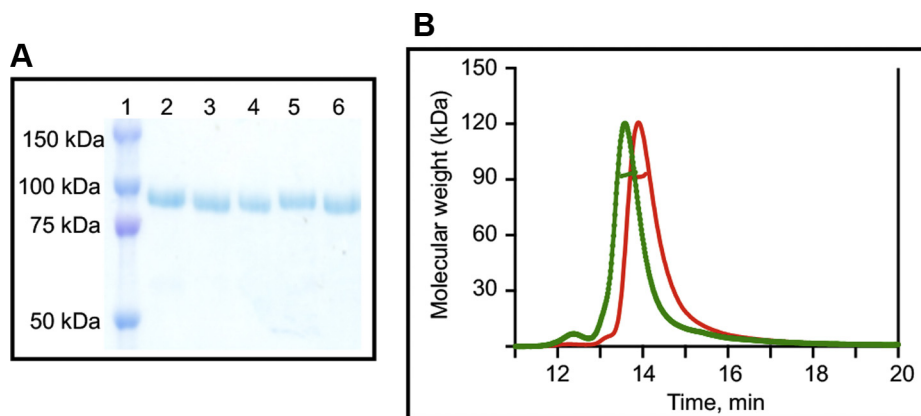 A
1 2 3 4 5 6
150 kDa
100 kDa
75 kDa
50 kDa
B
Molecular weight (kDa)
150
120
90
60
30
12 14 16 18 20
Time, min